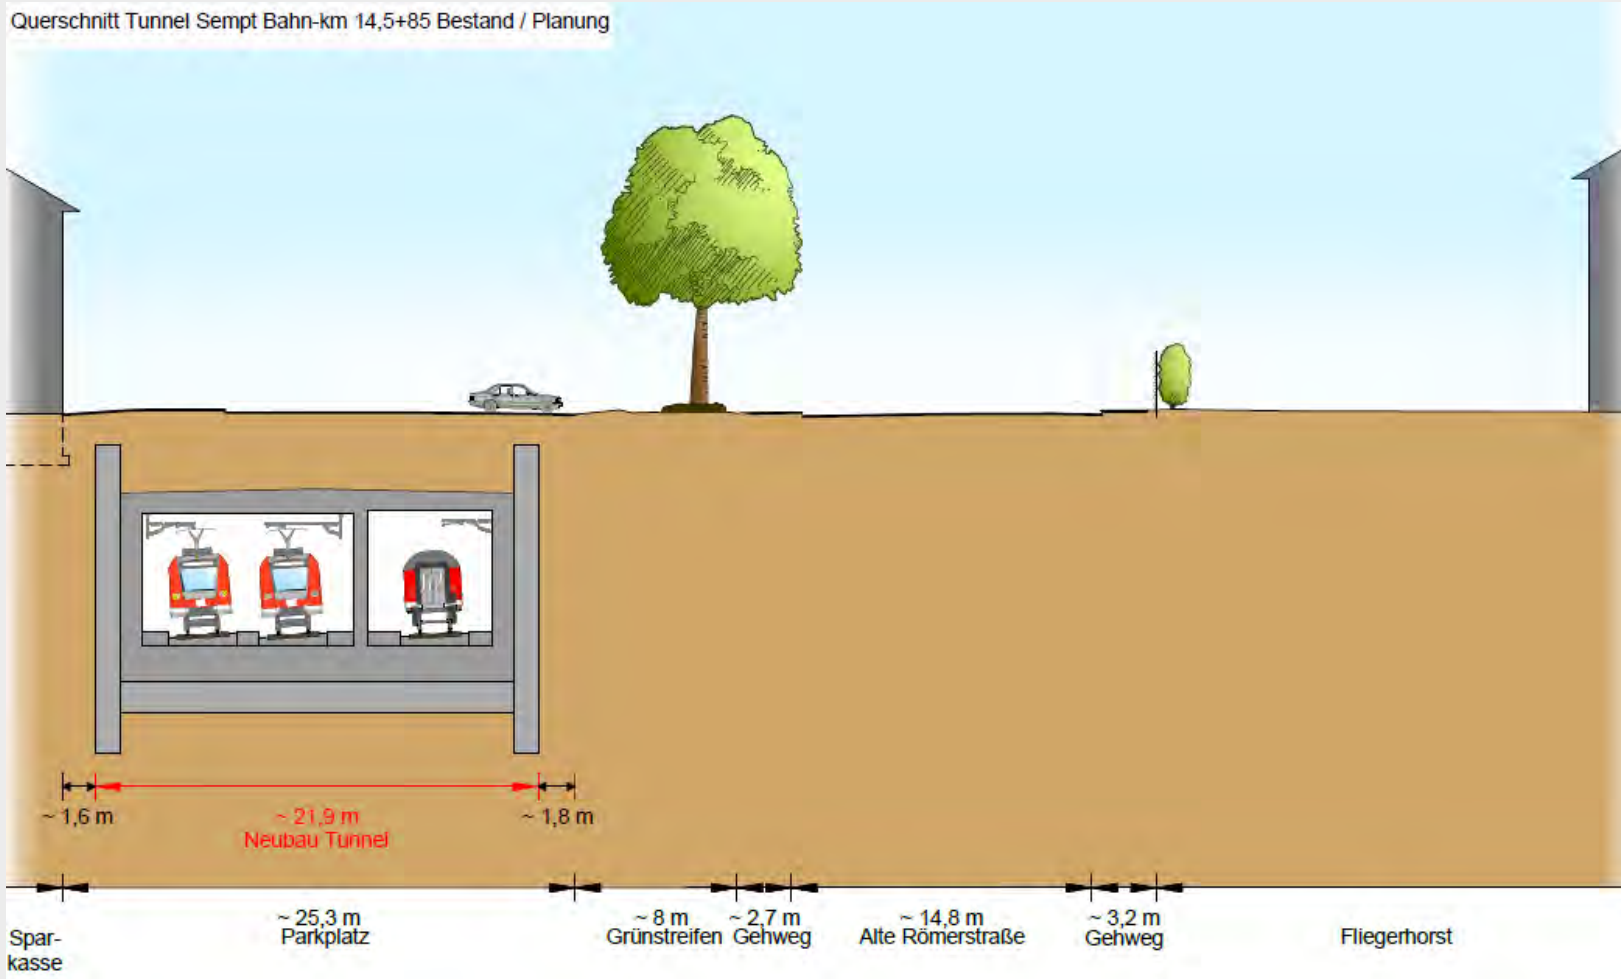 Querschnitt Tunnel Sempt Bahn-km 14,5+85 Bestand / Planung
~ 1,6 m
~ 21,9 m
~ 1,8 m
Neubau Tunnel
~ 25,3 m
~ 8 m
~ 2,7 m
~ 14,8 m
~ 3,2 m
Spar-
kasse
Parkplatz
Grünstreifen
Gehweg
Alte Römerstraße
Gehweg
Fliegerhorst